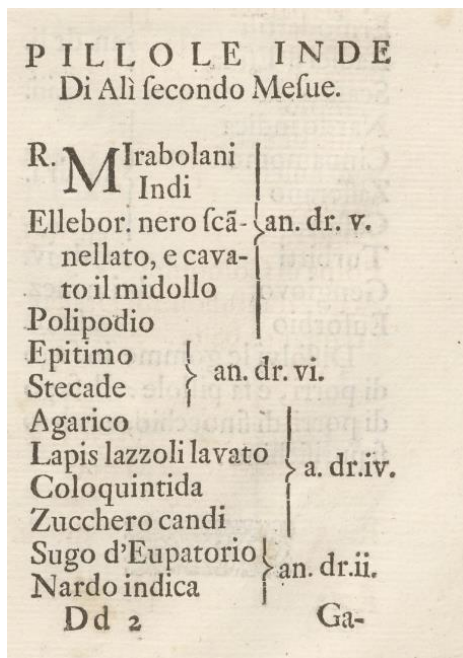 PILLOLE INDE
Di Alì ſecondo Meſue.
R. MIrabolani
Indi
Ellebor. nero ſcã- an. dr. v.
nellato, e cava-
to il midollo
Polipodio
Epitimo
Stecade an. dr. vi.
Agarico
Lapis lazzoli lavato a. dr.iv.
Coloquintida
Zucchero candi
Sugo d'Eupatorio an. dr.ii.
Nardo indica
Dd 2 Ga-